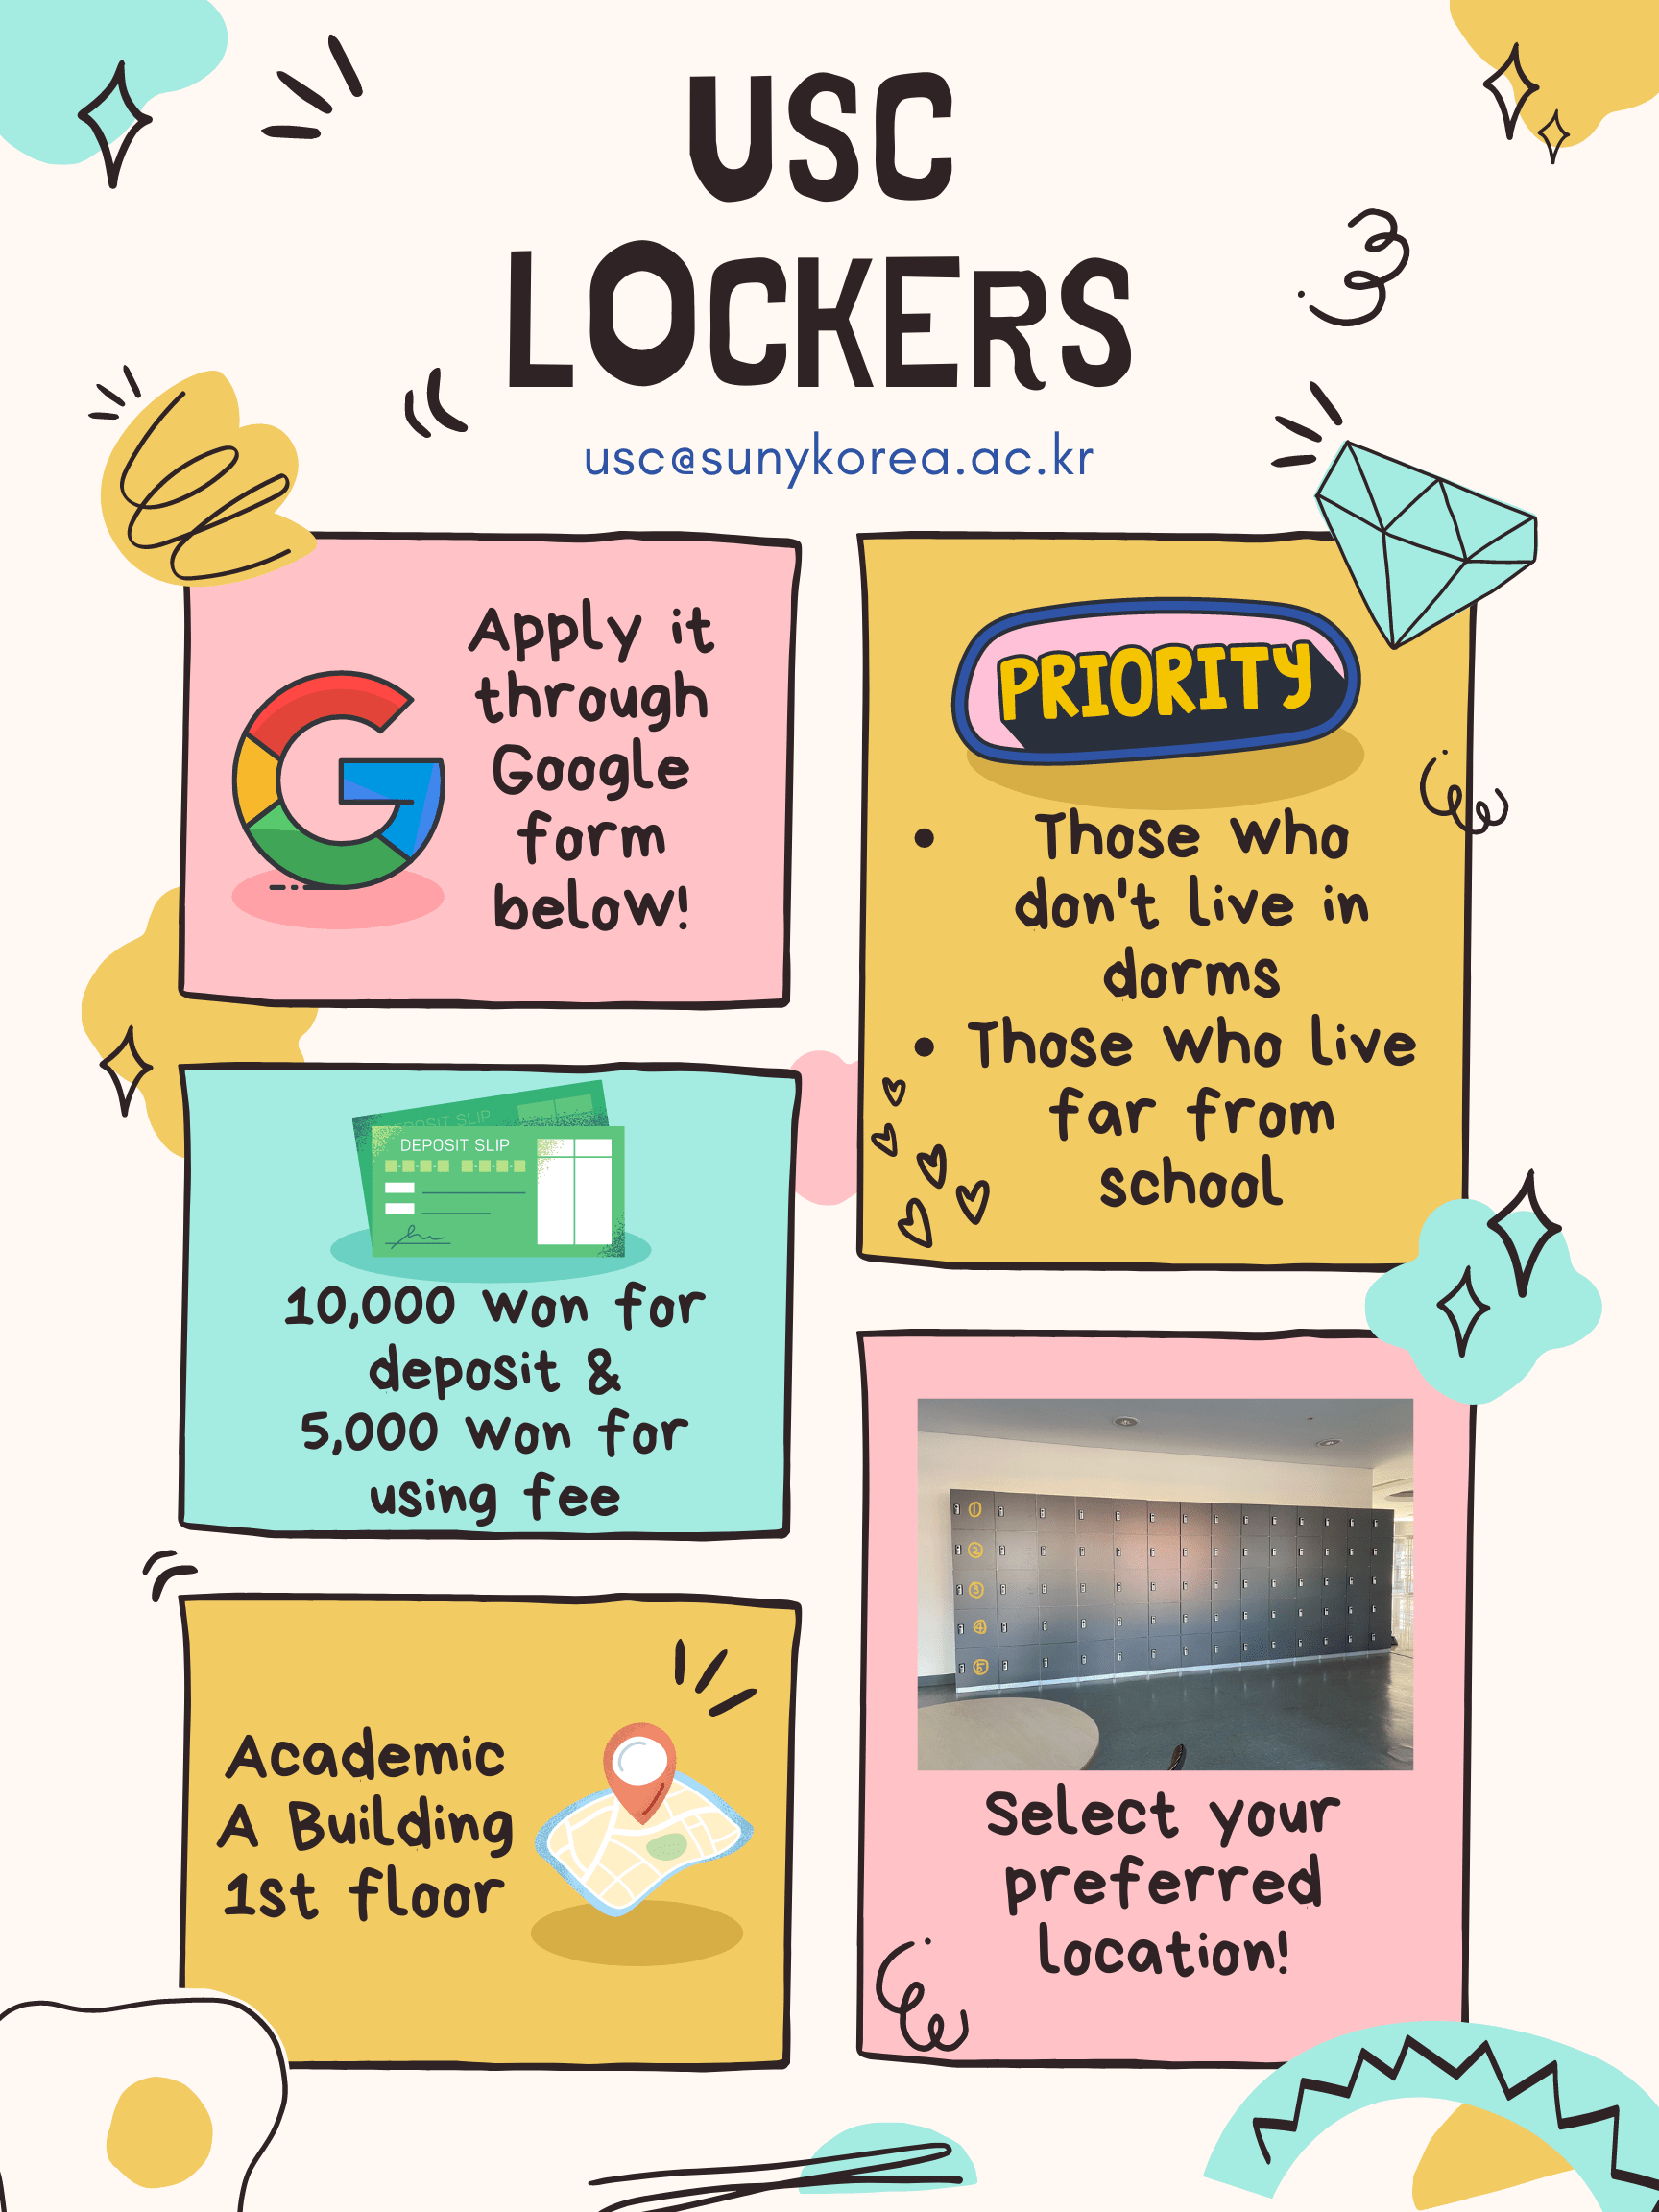 USC
LOCKERS
usc@sunykorea.ac.kr
Apply it
through
Google
form
below!
G
PRIORITY
• Those who
don't live in
dorms
• Those who live
far from
school
DEPOSIT SLIP
DEPOSIT SLIP
10,000 won for
deposit &
5,000 won for
using fee
Academic
A Building
1st floor
①
②
③
④
⑤
Select your
preferred
location!